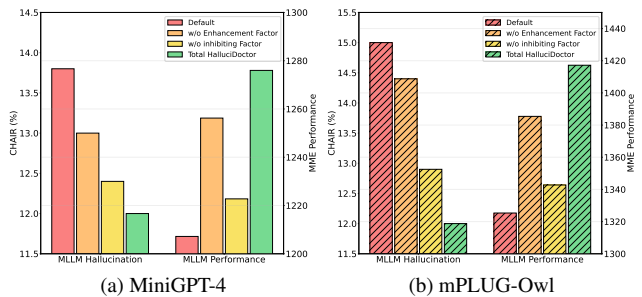 14.5
14.0
13.5
13.0
12.5
12.0
11.5
CHAIR (%)
Default
w/o Enhancement Factor
w/o inhibiting Factor
Total HalluciDoctor
1300
1280
1260
1240
1220
1200
MME Performance
MLLM Hallucination
MLLM Performance
(a) MiniGPT-4
15.5
15.0
14.5
14.0
13.5
13.0
12.5
12.0
11.5
CHAIR (%)
Default
w/o Enhancement Factor
w/o inhibiting Factor
Total HalluciDoctor
1440
1420
1400
1380
1360
1340
1320
1300
MME Performance
MLLM Hallucination
MLLM Performance
(b) mPLUG-Owl